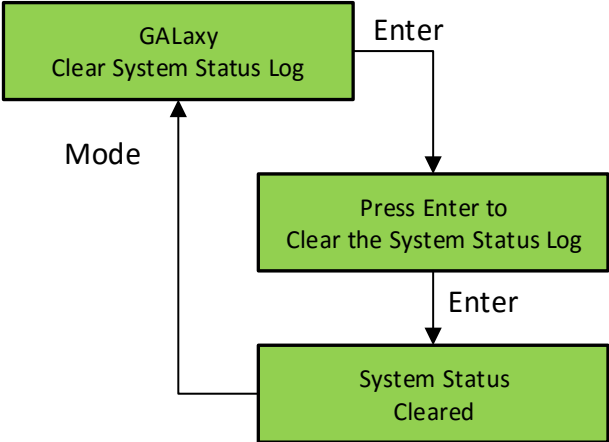 GALaxy
Clear System Status Log
Enter
Mode
Press Enter to
Clear the System Status Log
Enter
System Status
Cleared